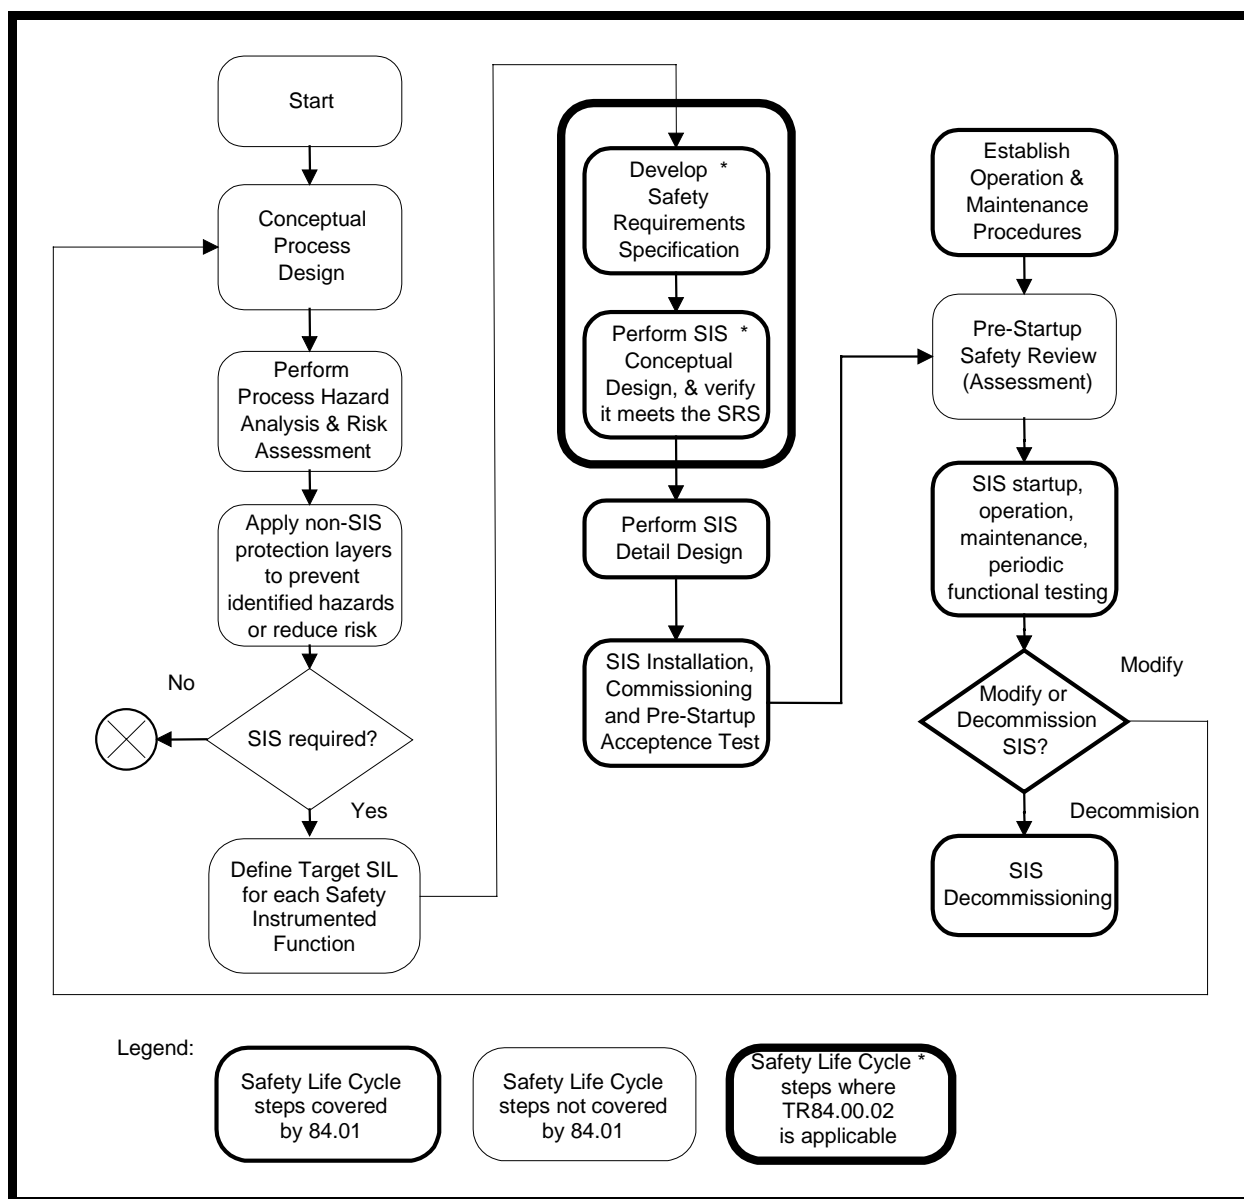 Start
Conceptual
Process
Design
Perform
Process Hazard
Analysis & Risk
Assessment
Apply non-SIS
protection layers
to prevent
identified hazards
or reduce risk
No
SIS required?
Yes
Define Target SIL
for each Safety
Instrumented
Function
Develop *
Safety
Requirements
Specification
Perform SIS *
Conceptual
Design, & verify
it meets the SRS
Perform SIS
Detail Design
SIS Installation,
Commissioning
and Pre-Startup
Acceptence Test
Establish
Operation &
Maintenance
Procedures
Pre-Startup
Safety Review
(Assessment)
SIS startup,
operation,
maintenance,
periodic
functional testing
Modify
Modify or
Decommission
SIS?
Decommision
SIS
Decommissioning
Legend:
Safety Life Cycle
steps covered
by 84.01
Safety Life Cycle
steps not covered
by 84.01
Safety Life Cycle *
steps where
TR84.00.02
is applicable